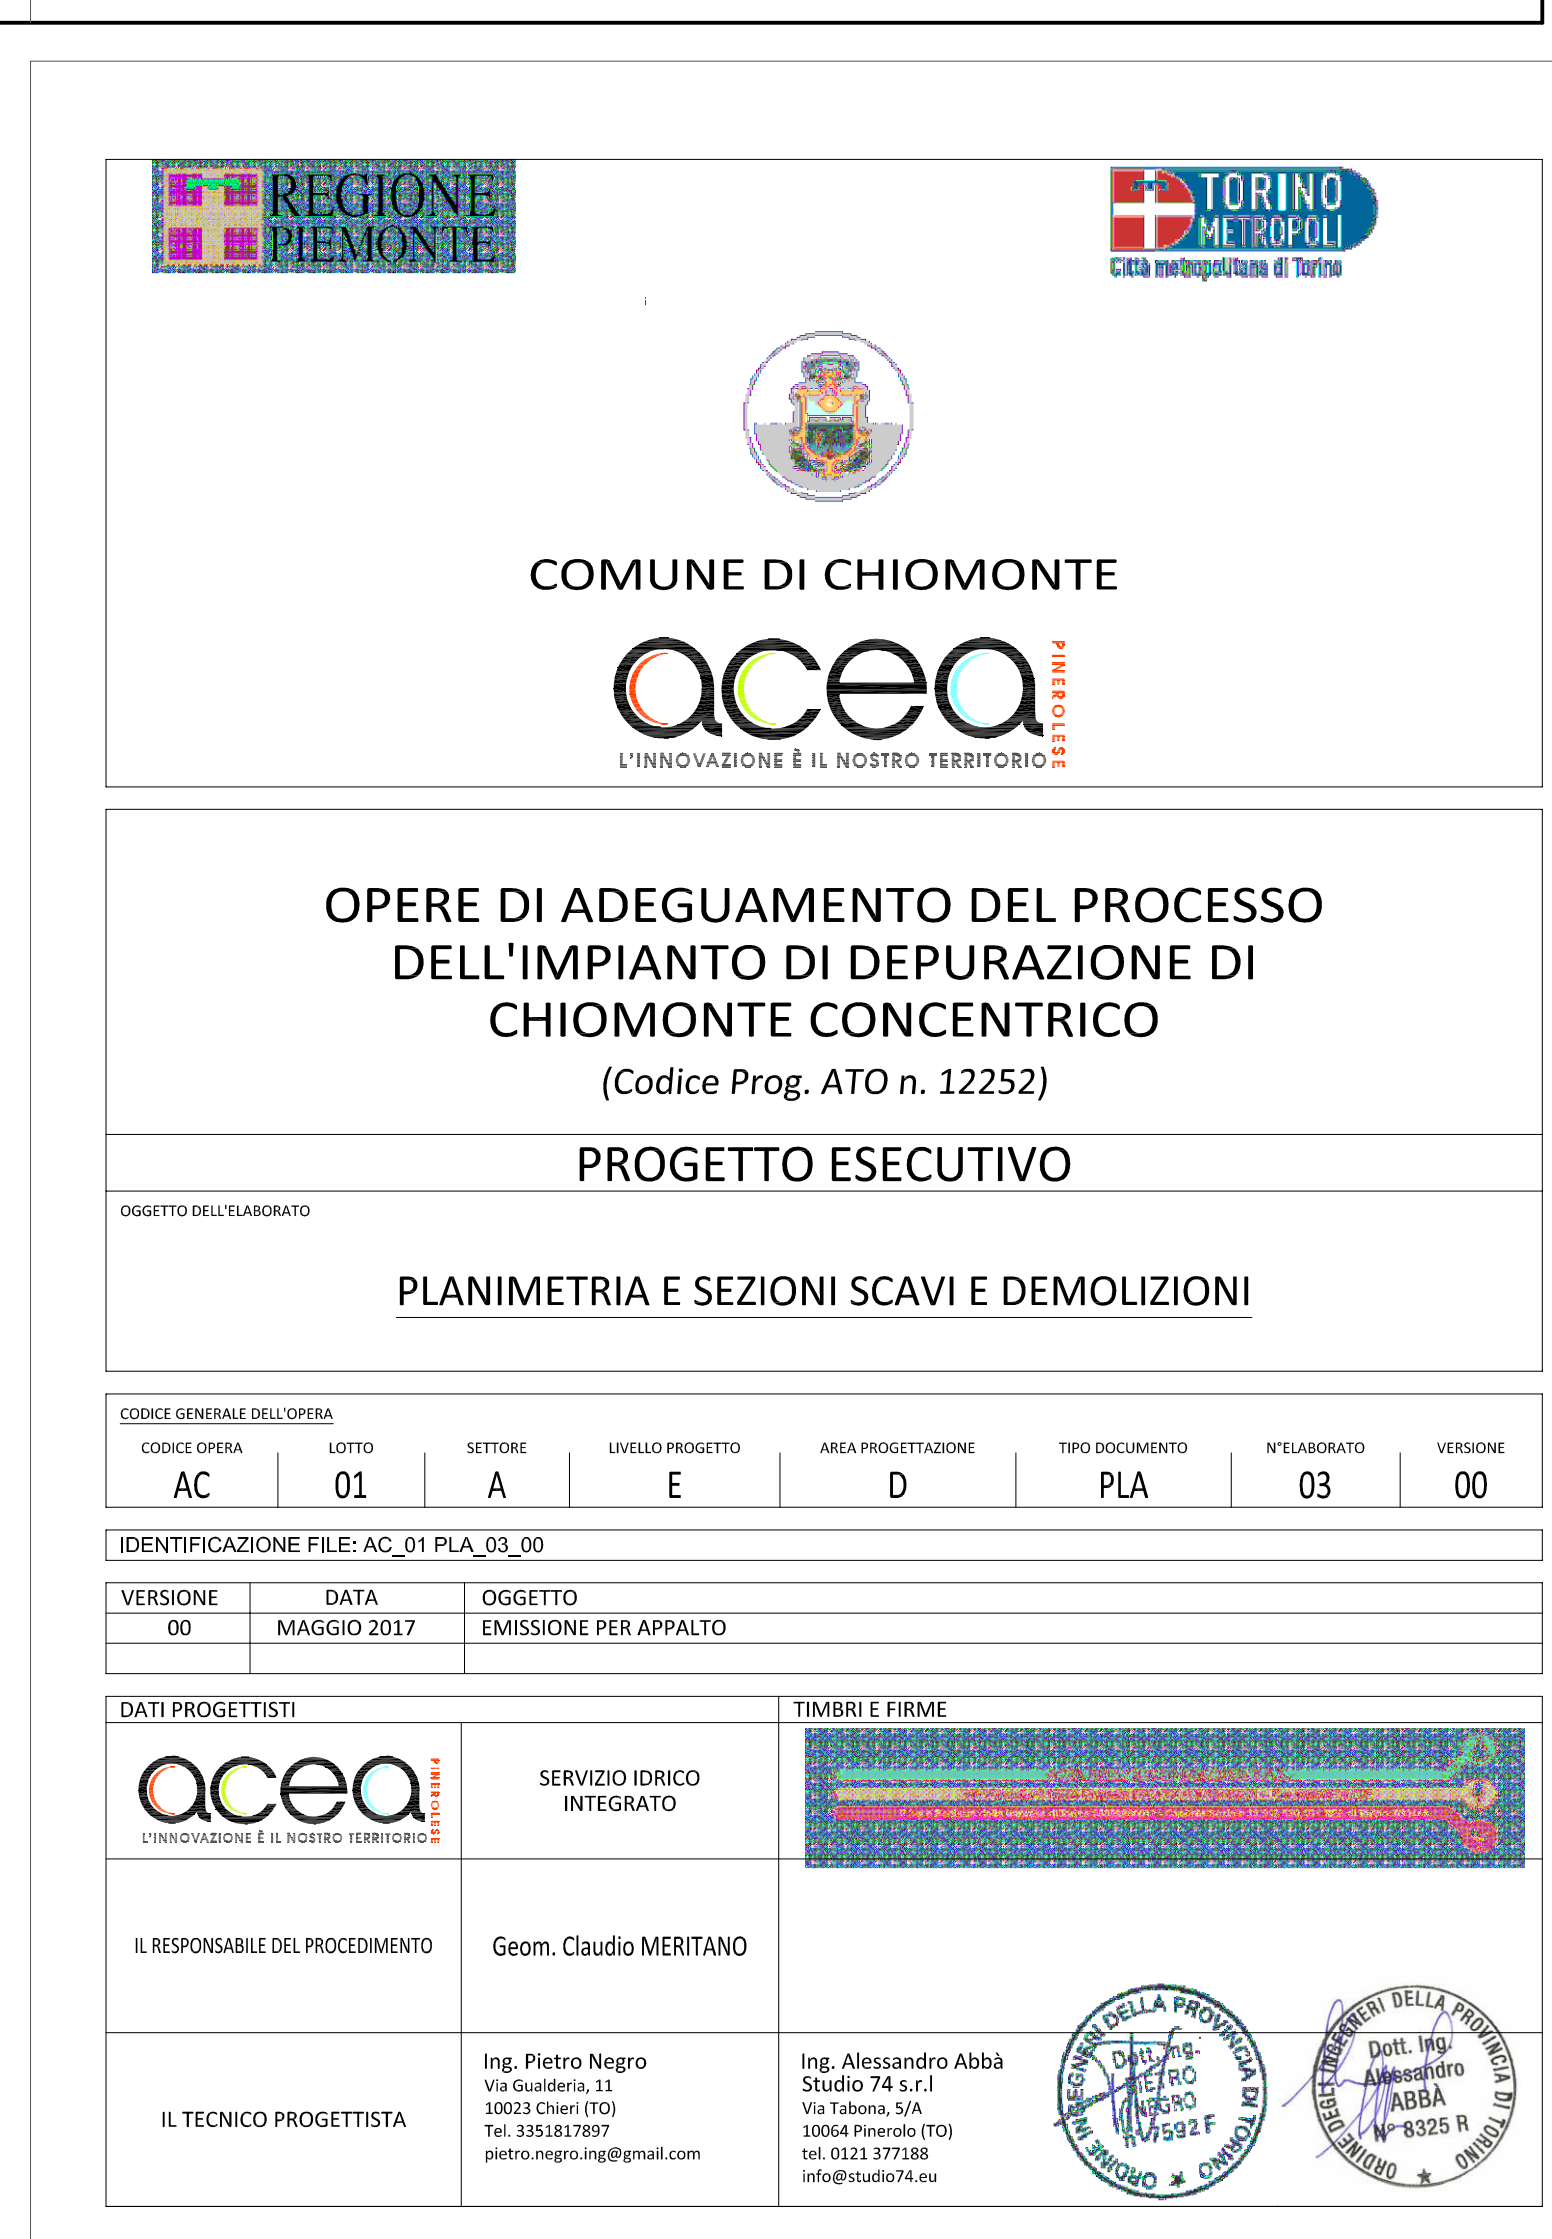 REGIONE
PIEMONTE
TORINO
METROPOLI
Città metropolitana di Torino
COMUNE DI CHIOMONTE
acea
PINEROLESE
L'INNOVAZIONE È IL NOSTRO TERRITORIO
OPERE DI ADEGUAMENTO DEL PROCESSO
DELL'IMPIANTO DI DEPURAZIONE DI
CHIOMONTE CONCENTRICO
(Codice Prog. ATO n. 12252)
PROGETTO ESECUTIVO
OGGETTO DELL'ELABORATO
PLANIMETRIA E SEZIONI SCAVI E DEMOLIZIONI
CODICE GENERALE DELL'OPERA
CODICE OPERA LOTTO SETTORE LIVELLO PROGETTO AREA PROGETTAZIONE TIPO DOCUMENTO N°ELABORATO VERSIONE
AC 01 A E D PLA 03 00
IDENTIFICAZIONE FILE: AC_01 PLA_03_00
VERSIONE DATA OGGETTO
00 MAGGIO 2017 EMISSIONE PER APPALTO
DATI PROGETTISTI TIMBRI E FIRME
acea
PINEROLESE
L'INNOVAZIONE È IL NOSTRO TERRITORIO
SERVIZIO IDRICO
INTEGRATO
IL RESPONSABILE DEL PROCEDIMENTO
Geom. Claudio MERITANO
IL TECNICO PROGETTISTA
Ing. Pietro Negro
Via Gualderia, 11
10023 Chieri (TO)
Tel. 3351817897
pietro.negro.ing@gmail.com
Ing. Alessandro Abbà
Studio 74 s.r.l
Via Tabona, 5/A
10064 Pinerolo (TO)
tel. 0121 377188
info@studio74.eu
ORDINE INGEGNERI DELLA PROVINCIA DI TORINO
Dott. Ing.
PIETRO
NEGRO
7592 F
ORDINE DEGLI INGEGNERI DELLA PROVINCIA DI TORINO
Dott. Ing.
Alessandro
ABBÀ
N° 8325 R